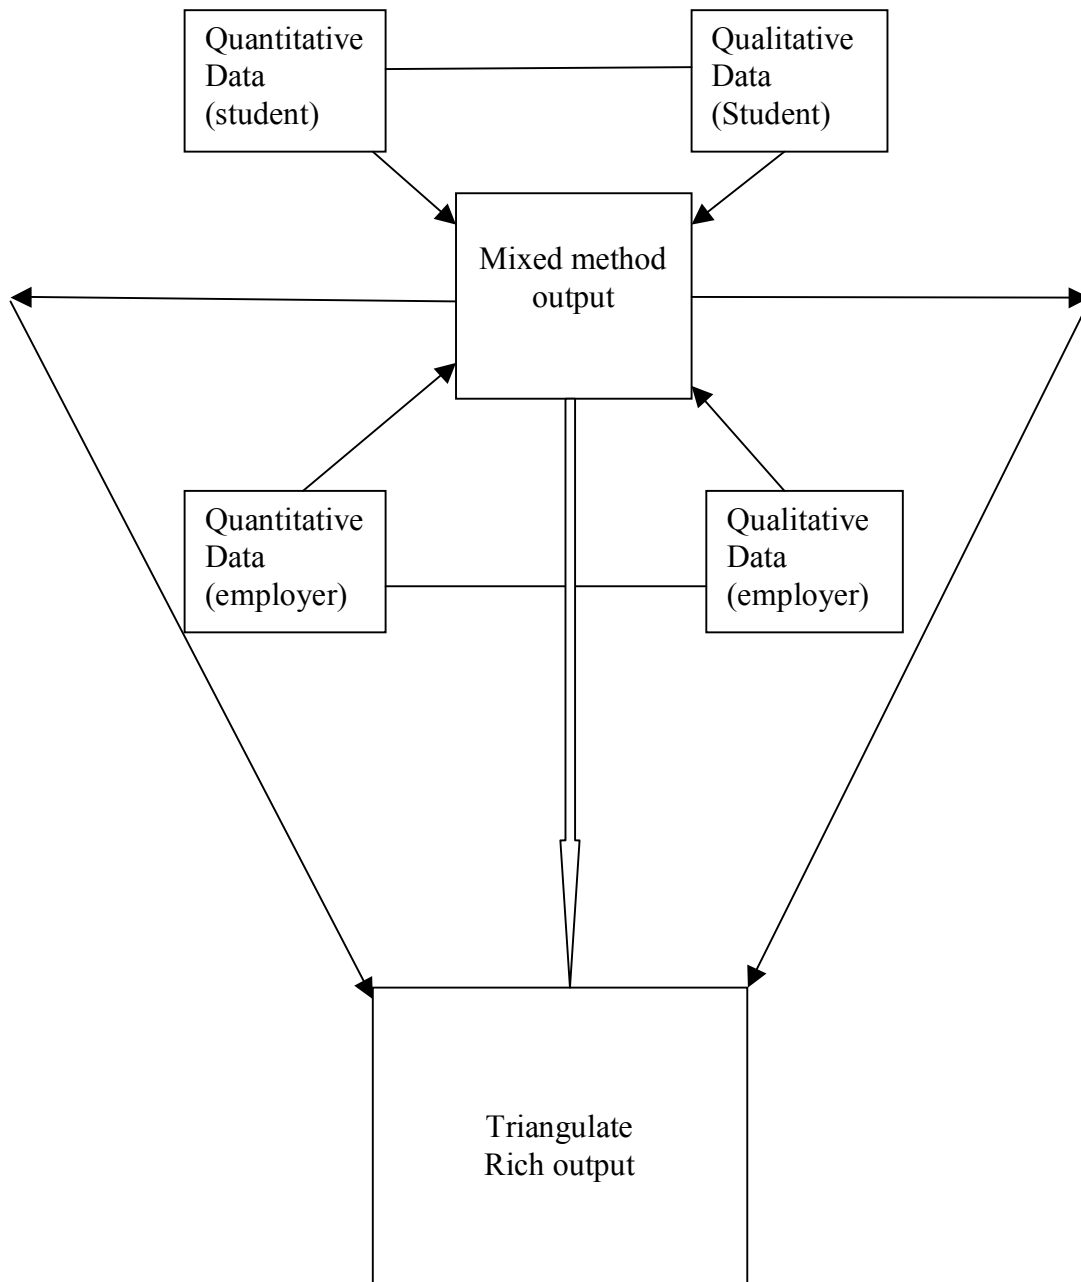 Quantitative
Data
(student)
Qualitative
Data
(Student)
Mixed method
output
Quantitative
Data
(employer)
Qualitative
Data
(employer)
Triangulate
Rich output